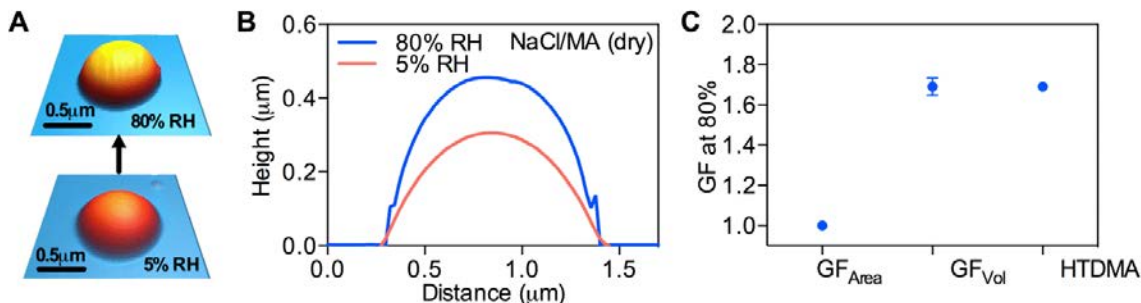 A
0.5μm
80% RH
0.5μm
5% RH
B
Height (μm)
0.6
0.4
0.2
0.0
80% RH
5% RH
NaCl/MA (dry)
0.0
0.5
1.0
1.5
Distance (μm)
C
GF at 80%
2.0
1.8
1.6
1.4
1.2
1.0
GFArea
GFVol
HTDMA